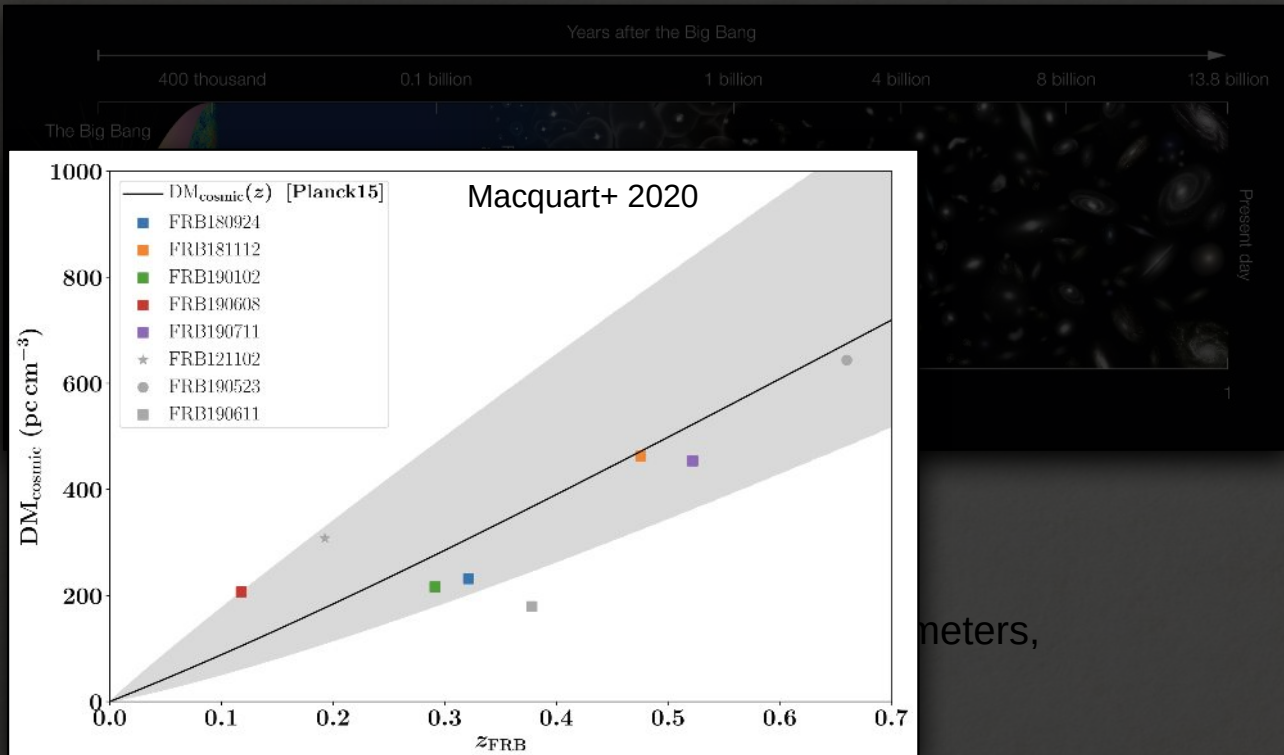 Years after the Big Bang
400 thousand 0.1 billion 1 billion 4 billion 8 billion 13.8 billion
The Big Bang
Present day
1
Macquart+ 2020
DM_cosmic(z) [Planck15]
FRB180924
FRB181112
FRB190102
FRB190608
FRB190711
FRB121102
FRB190523
FRB190611
DM_cosmic (pc cm⁻³)
1000
800
600
400
200
0
0.0 0.1 0.2 0.3 0.4 0.5 0.6 0.7
z_FRB
meters,